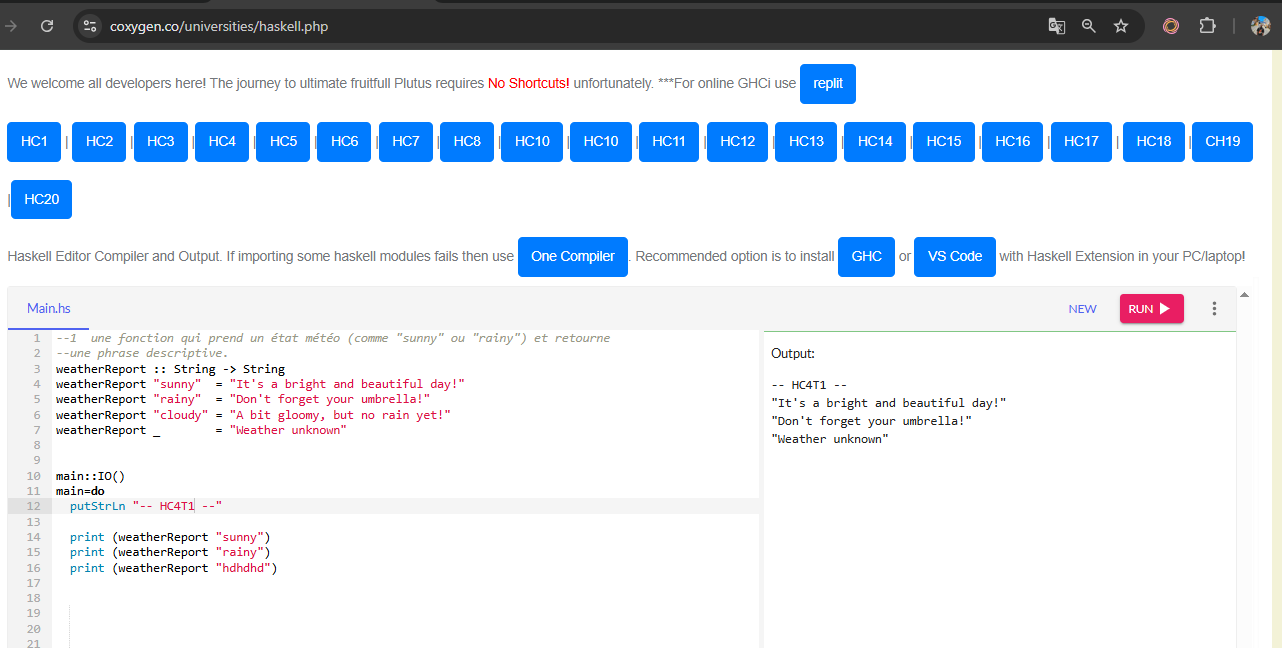 coxygen.co/universities/haskell.php
We welcome all developers here! The journey to ultimate fruitfull Plutus requires No Shortcuts! unfortunately. ***For online GHCi use replit
HC1 | HC2 | HC3 | HC4 | HC5 | HC6 | HC7 | HC8 | HC10 | HC10 | HC11 | HC12 | HC13 | HC14 | HC15 | HC16 | HC17 | HC18 | CH19
| HC20
Haskell Editor Compiler and Output. If importing some haskell modules fails then use One Compiler . Recommended option is to install GHC or VS Code with Haskell Extension in your PC/laptop!
Main.hs NEW RUN
1 --1  une fonction qui prend un état météo (comme "sunny" ou "rainy") et retourne
2 --une phrase descriptive.
3 weatherReport :: String -> String
4 weatherReport "sunny"  = "It's a bright and beautiful day!"
5 weatherReport "rainy"  = "Don't forget your umbrella!"
6 weatherReport "cloudy" = "A bit gloomy, but no rain yet!"
7 weatherReport _        = "Weather unknown"
8
9
10 main::IO()
11 main=do
12   putStrLn "-- HC4T1 --"
13
14   print (weatherReport "sunny")
15   print (weatherReport "rainy")
16   print (weatherReport "hdhdhd")
17
18
19
20
21
Output:
-- HC4T1 --
"It's a bright and beautiful day!"
"Don't forget your umbrella!"
"Weather unknown"